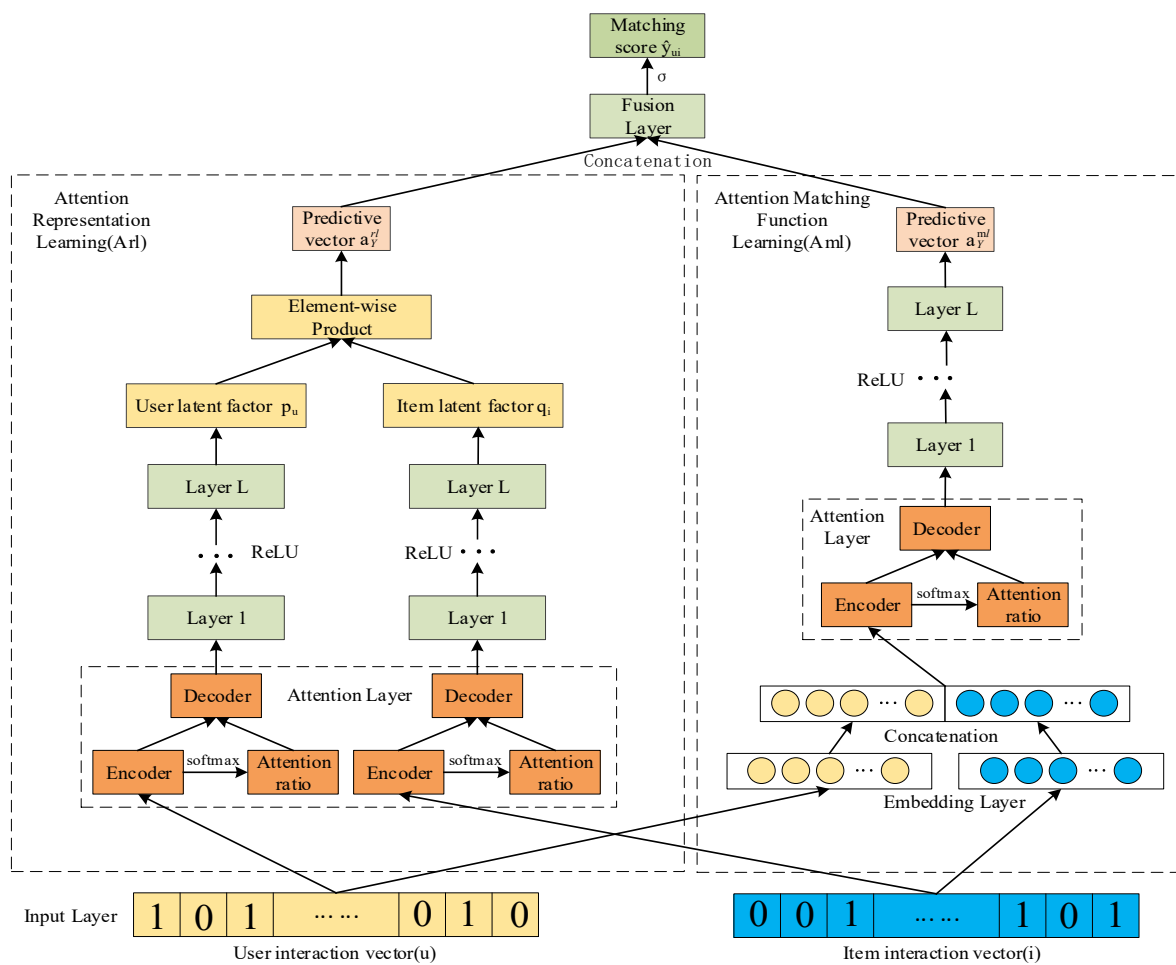 Matching
score ŷui
σ
Fusion
Layer
Concatenation
Attention
Representation
Learning(Arl)
Predictive
vector a_Y^rl
Element-wise
Product
User latent factor pu
Item latent factor qi
Layer L
Layer L
... ReLU
ReLU ...
Layer 1
Layer 1
Decoder
Attention Layer
Decoder
Encoder
softmax
Attention
ratio
Encoder
softmax
Attention
ratio
Attention Matching
Function
Learning(Aml)
Predictive
vector a_Y^ml
Layer L
ReLU ...
Layer 1
Attention
Layer
Decoder
Encoder
softmax
Attention
ratio
...
...
Concatenation
...
...
Embedding Layer
Input Layer
1 0 1 ...... 0 1 0
User interaction vector(u)
0 0 1 ...... 1 0 1
Item interaction vector(i)